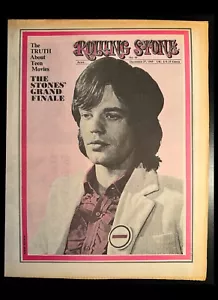 The
TRUTH
About
Teen
Movies
THE
STONES'
GRAND
FINALE
ROLLING STONE